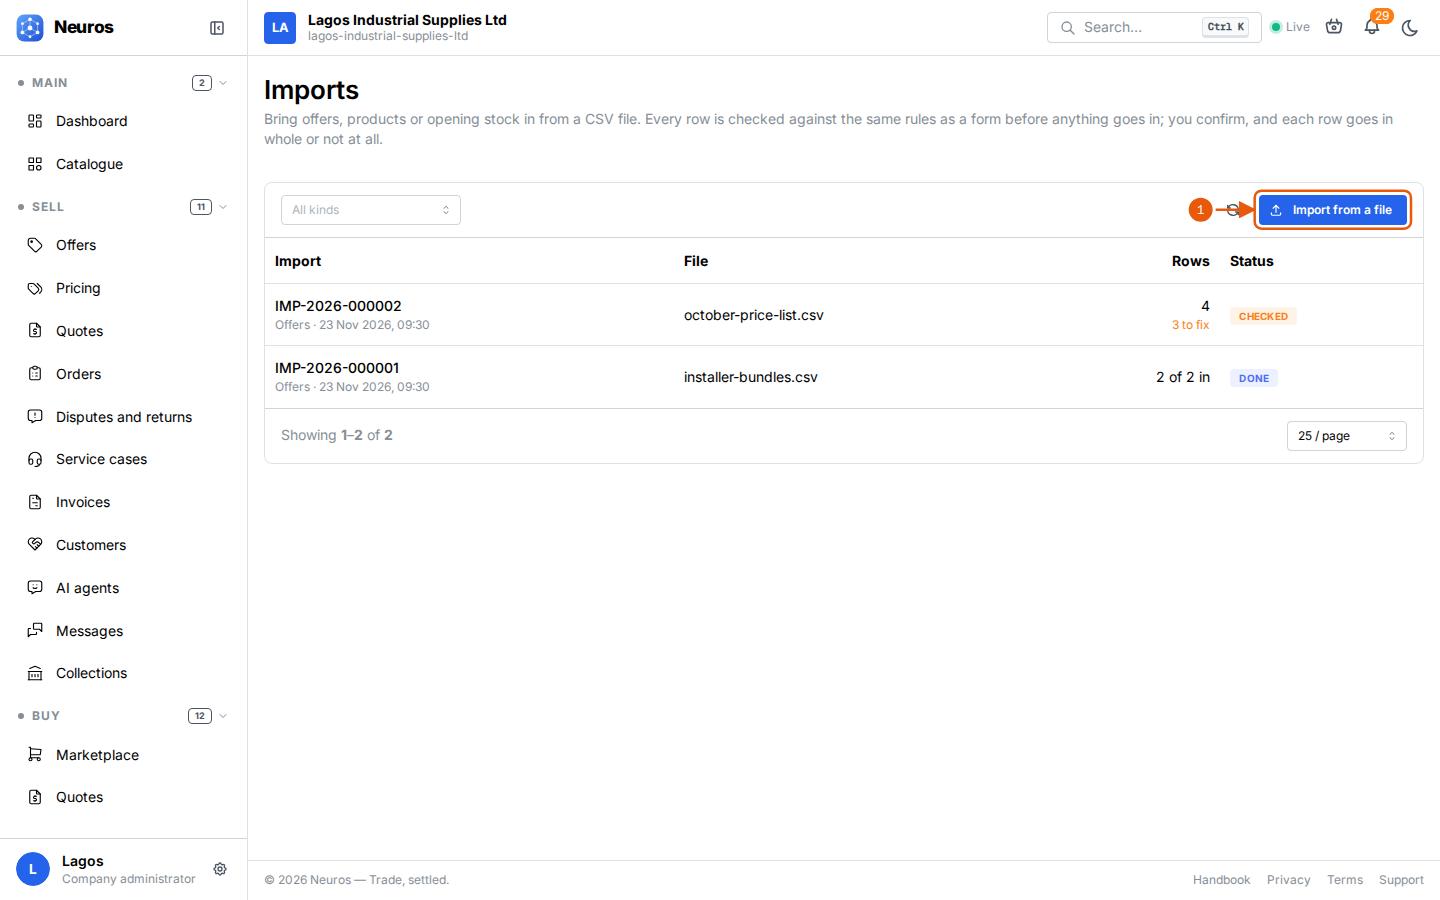 Neuros
LA
Lagos Industrial Supplies Ltd
lagos-industrial-supplies-ltd
Search...
Ctrl K
Live
29
MAIN
2
Dashboard
Catalogue
SELL
11
Offers
Pricing
Quotes
Orders
Disputes and returns
Service cases
Invoices
Customers
AI agents
Messages
Collections
BUY
12
Marketplace
Quotes
L
Lagos
Company administrator
Imports
Bring offers, products or opening stock in from a CSV file. Every row is checked against the same rules as a form before anything goes in; you confirm, and each row goes in
whole or not at all.
All kinds
1
Import from a file
Import
File
Rows
Status
IMP-2026-000002
Offers · 23 Nov 2026, 09:30
october-price-list.csv
4
3 to fix
CHECKED
IMP-2026-000001
Offers · 23 Nov 2026, 09:30
installer-bundles.csv
2 of 2 in
DONE
Showing 1–2 of 2
25 / page
© 2026 Neuros — Trade, settled.
Handbook
Privacy
Terms
Support